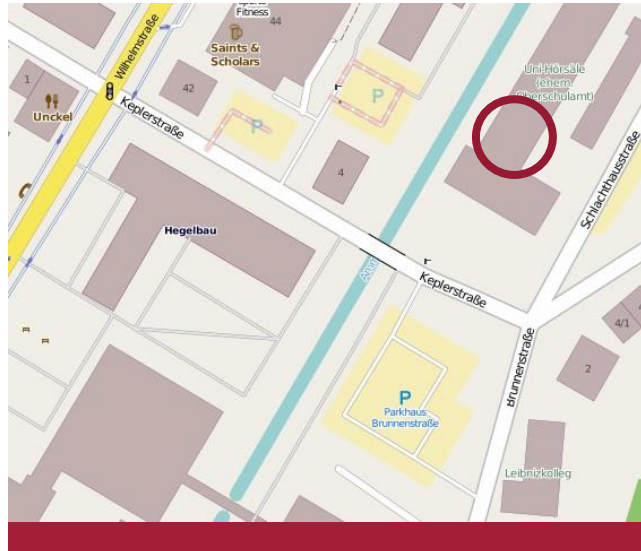 Fitness
44
Saints &
Scholars
Wilhelmstraße
1
Unckel
42
Keplerstraße
P
P
Uni-Hörsäle
(ehem.
Oberschulamt)
4
Schlachthausstraße
Hegelbau
Keplerstraße
4/1
Brunnenstraße
2
P
Parkhaus
Brunnenstraße
Leibnizkolleg